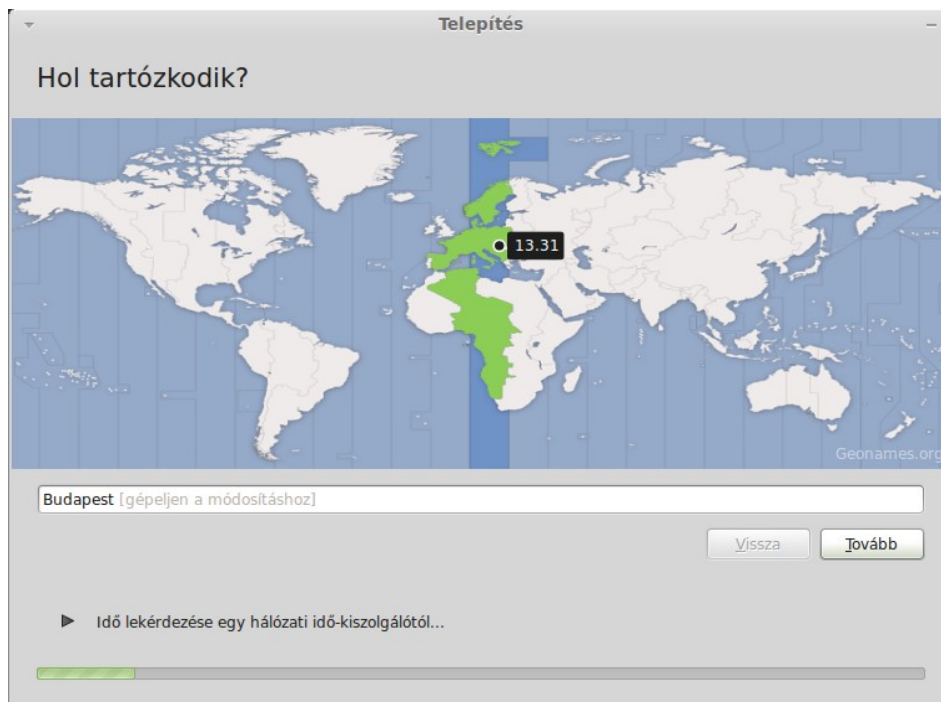 Telepítés
Hol tartózkodik?
13.31
Geonames.org
Budapest [gépeljen a módosításhoz]
Vissza
Tovább
Idő lekérdezése egy hálózati idő-kiszolgálótól...